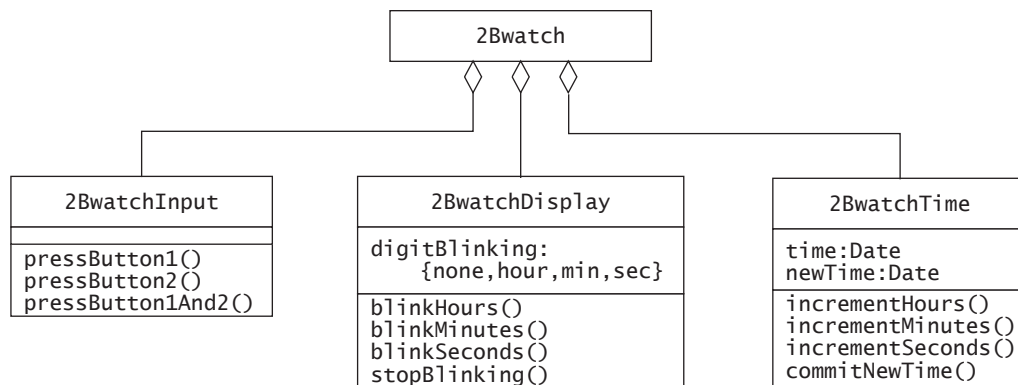 2Bwatch
2BwatchInput
pressButton1()
pressButton2()
pressButton1And2()
2BwatchDisplay
digitBlinking:
{none,hour,min,sec}
blinkHours()
blinkMinutes()
blinkSeconds()
stopBlinking()
2BwatchTime
time:Date
newTime:Date
incrementHours()
incrementMinutes()
incrementSeconds()
commitNewTime()